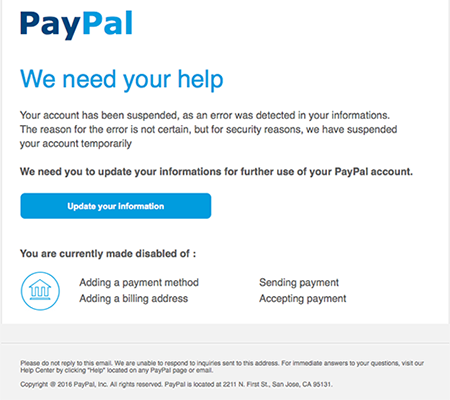 PayPal
We need your help
Your account has been suspended, as an error was detected in your informations.
The reason for the error is not certain, but for security reasons, we have suspended
your account temporarily
We need you to update your informations for further use of your PayPal account.
Update your information
You are currently made disabled of :
Adding a payment method
Sending payment
Adding a billing address
Accepting payment
Please do not reply to this email. We are unable to respond to inquiries sent to this address. For immediate answers to your questions, visit our
Help Center by clicking "Help" located on any PayPal page or email.
Copyright @ 2016 PayPal, Inc. All rights reserved. PayPal is located at 2211 N. First St., San Jose, CA 95131.